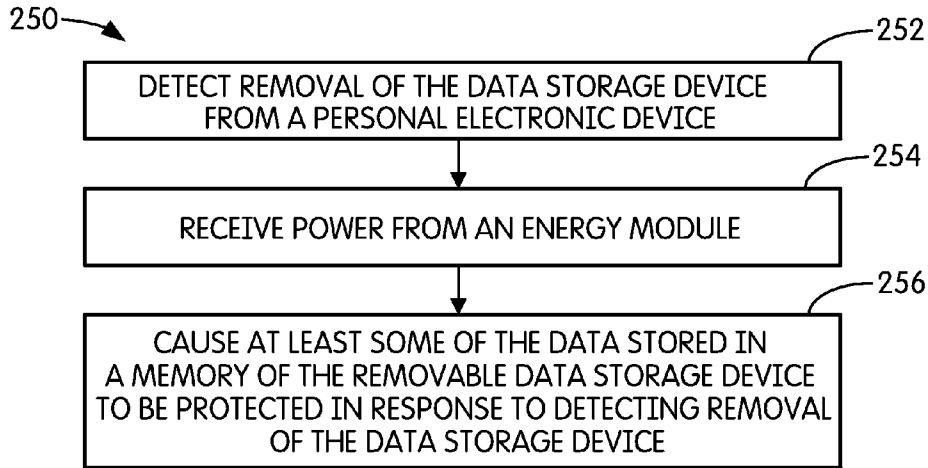 250
252
DETECT REMOVAL OF THE DATA STORAGE DEVICE
FROM A PERSONAL ELECTRONIC DEVICE
254
RECEIVE POWER FROM AN ENERGY MODULE
256
CAUSE AT LEAST SOME OF THE DATA STORED IN
A MEMORY OF THE REMOVABLE DATA STORAGE DEVICE
TO BE PROTECTED IN RESPONSE TO DETECTING REMOVAL
OF THE DATA STORAGE DEVICE